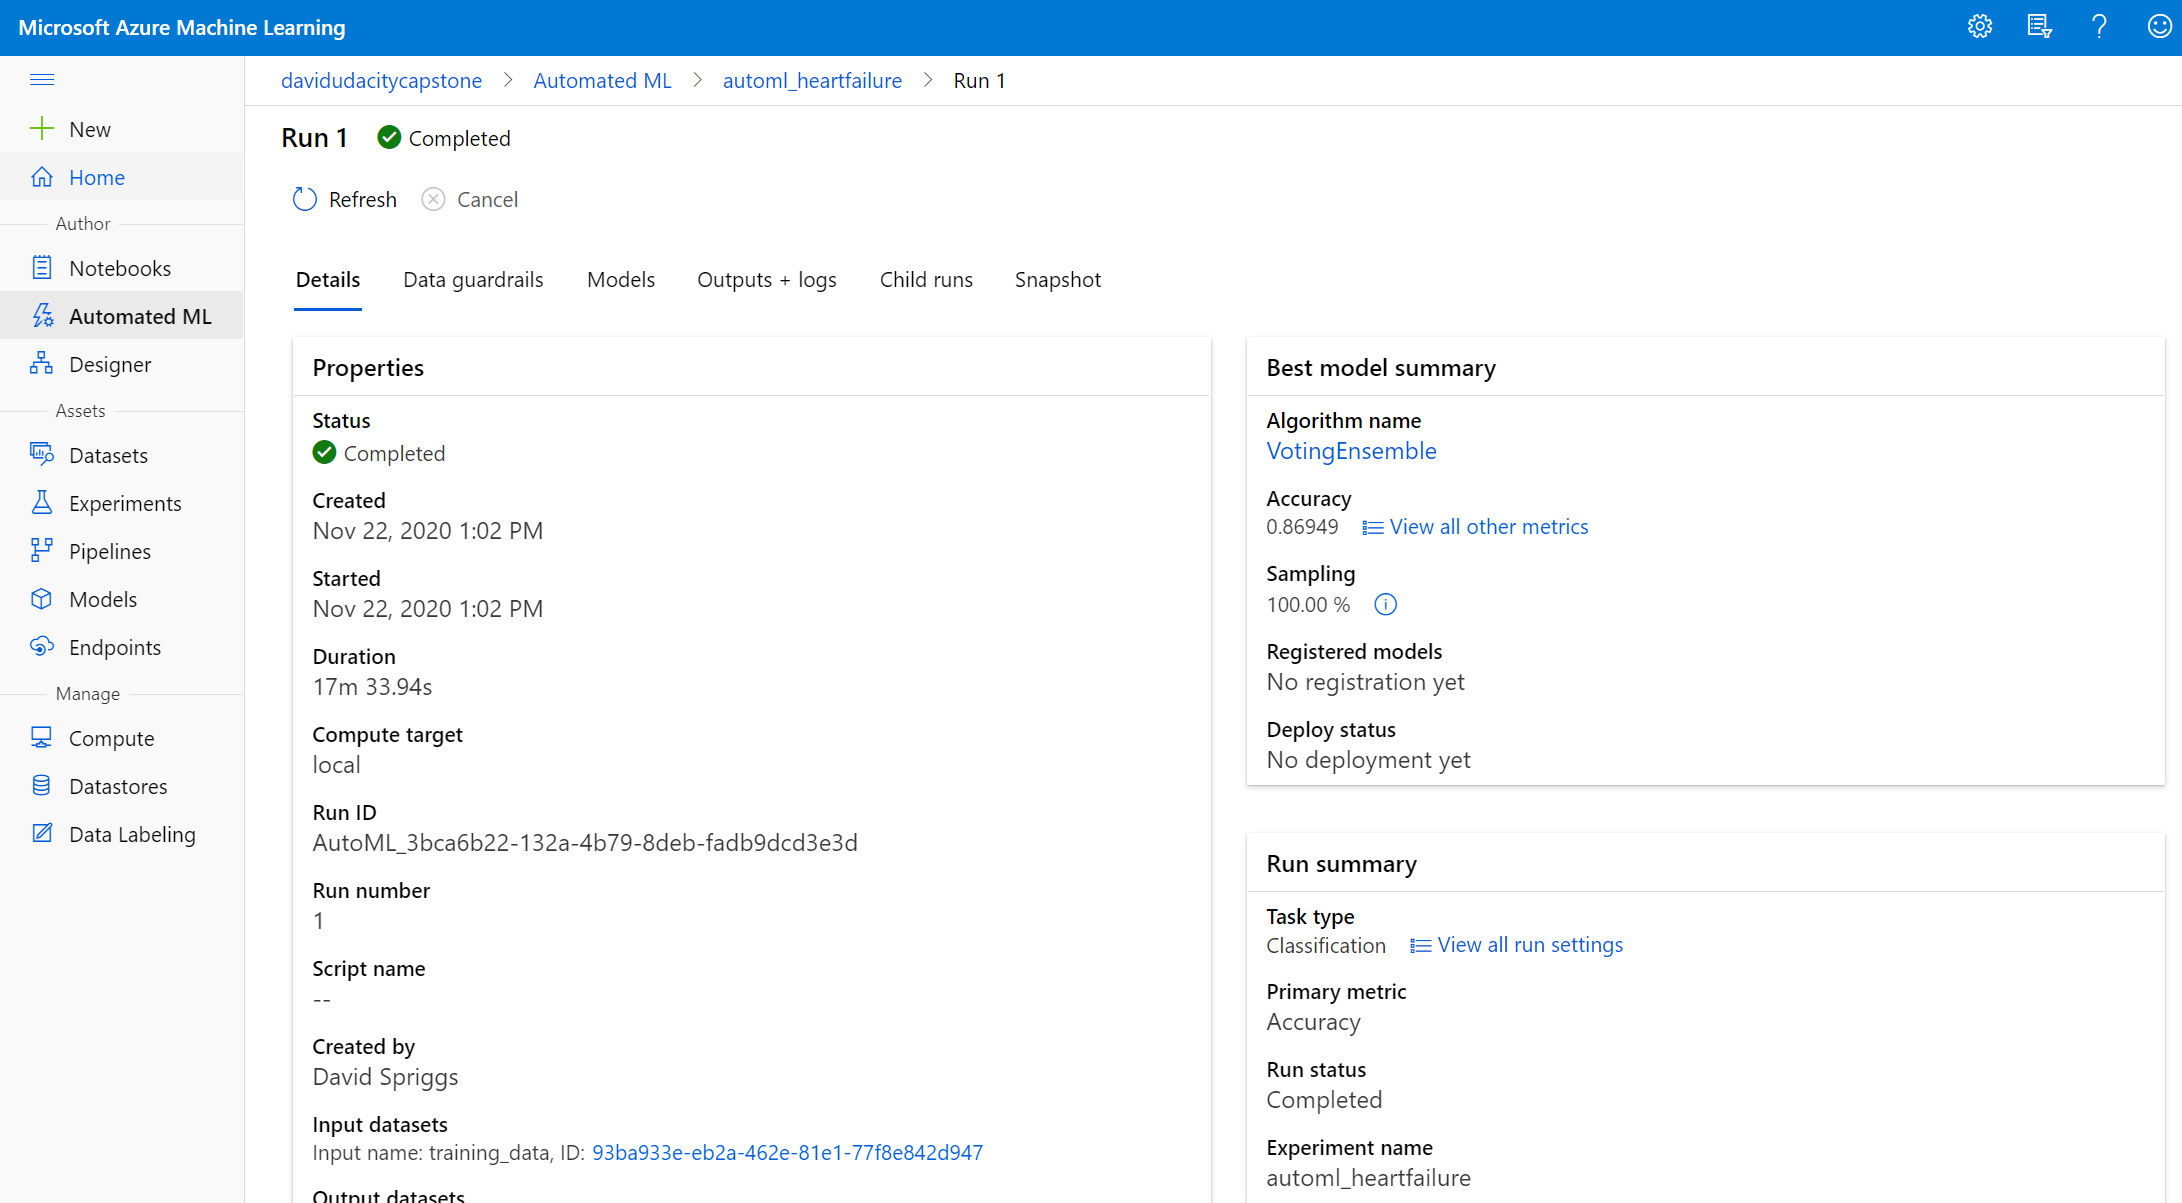 Microsoft Azure Machine Learning
davidudacitycapstone > Automated ML > automl_heartfailure > Run 1
New
Home
Author
Notebooks
Automated ML
Designer
Assets
Datasets
Experiments
Pipelines
Models
Endpoints
Manage
Compute
Datastores
Data Labeling
Run 1 Completed
Refresh Cancel
Details Data guardrails Models Outputs + logs Child runs Snapshot
Properties
Status
Completed
Created
Nov 22, 2020 1:02 PM
Started
Nov 22, 2020 1:02 PM
Duration
17m 33.94s
Compute target
local
Run ID
AutoML_3bca6b22-132a-4b79-8deb-fadb9dcd3e3d
Run number
1
Script name
--
Created by
David Spriggs
Input datasets
Input name: training_data, ID: 93ba933e-eb2a-462e-81e1-77f8e842d947
Output datasets
Best model summary
Algorithm name
VotingEnsemble
Accuracy
0.86949 View all other metrics
Sampling
100.00 %
Registered models
No registration yet
Deploy status
No deployment yet
Run summary
Task type
Classification View all run settings
Primary metric
Accuracy
Run status
Completed
Experiment name
automl_heartfailure